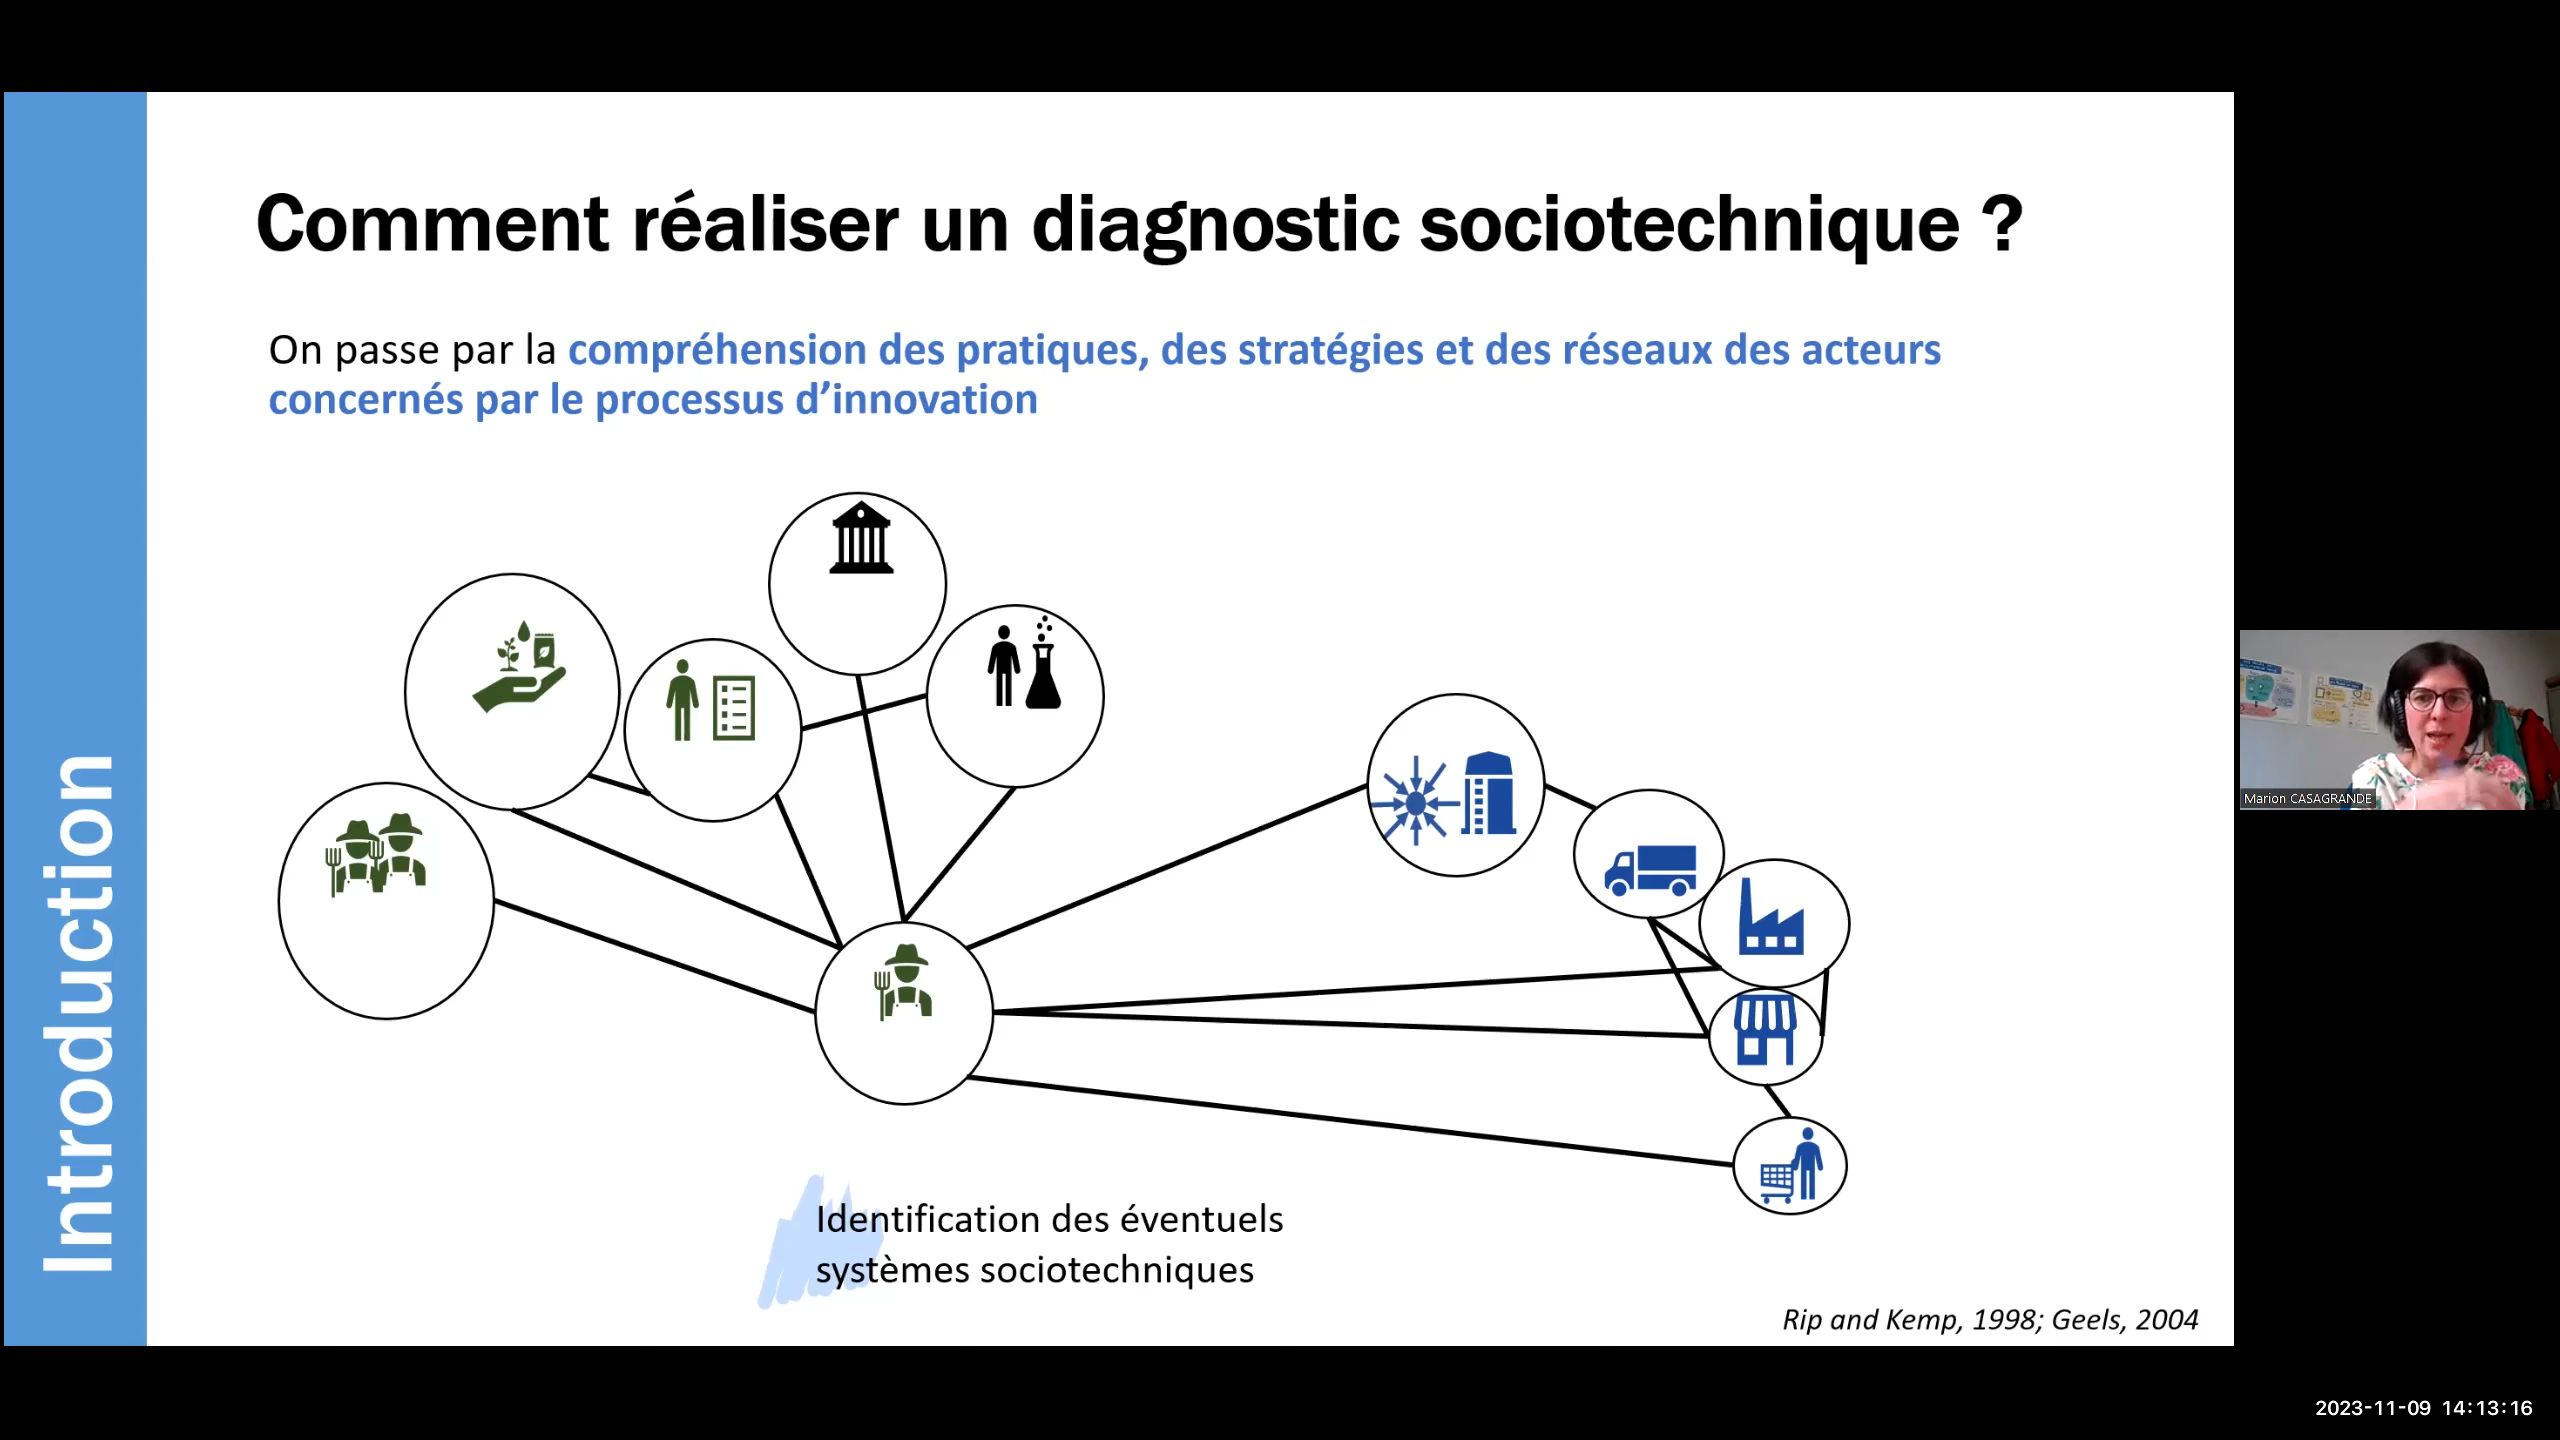 Introduction
Comment réaliser un diagnostic sociotechnique ?
On passe par la compréhension des pratiques, des stratégies et des réseaux des acteurs
concernés par le processus d’innovation
Identification des éventuels
systèmes sociotechniques
Rip and Kemp, 1998; Geels, 2004
Marion CASAGRANDE
2023-11-09 14:13:16